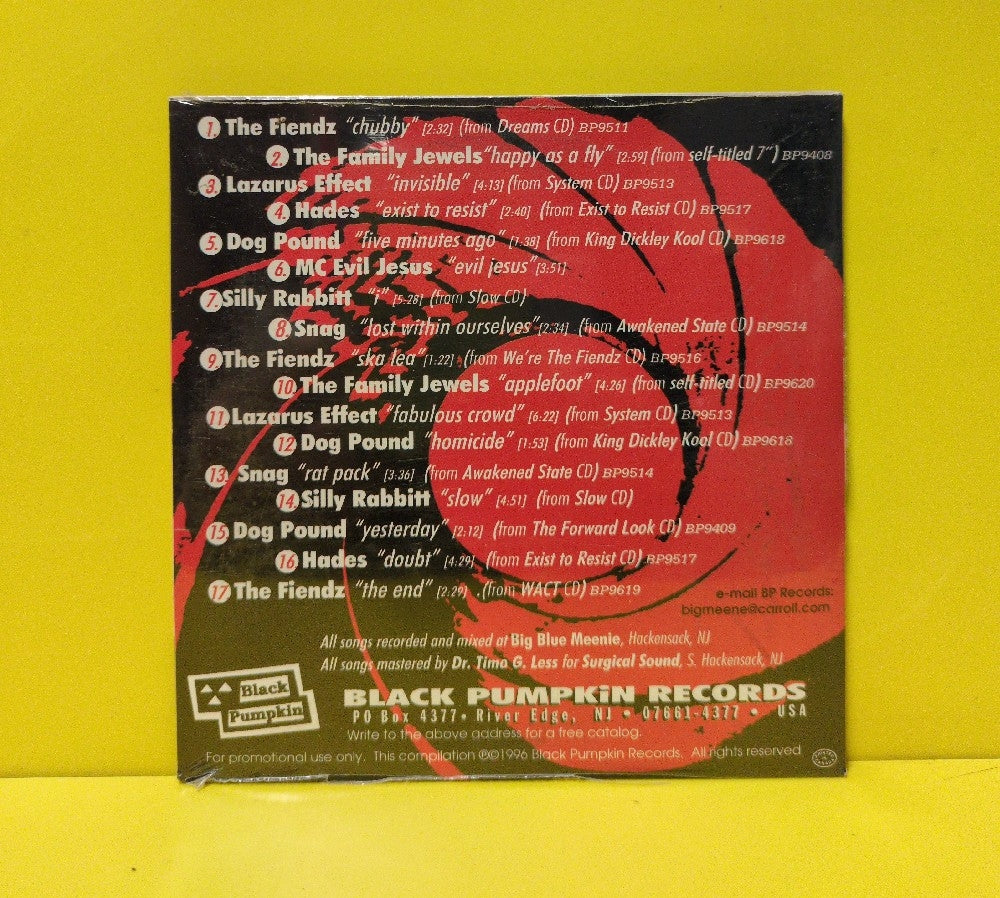 1. The Fiendz "chubby" [2:32] (from Dreams CD) BP9511
2. The Family Jewels "happy as a fly" [2:59] (from self-titled 7") BP9408
3. Lazarus Effect "invisible" [4:13] (from System CD) BP9513
4. Hades "exist to resist" [2:40] (from Exist to Resist CD) BP9517
5. Dog Pound "five minutes ago" [1:38] (from King Dickley Kool CD) BP9618
6. MC Evil Jesus "evil jesus" [3:51]
7. Silly Rabbitt "i" [5:28] (from Slow CD)
8. Snag "lost within ourselves" [2:34] (from Awakened State CD) BP9514
9. The Fiendz "ska lea" [1:22] (from We're The Fiendz CD) BP9516
10 The Family Jewels "applefoot" [4:26] (from self-titled CD) BP9620
11 Lazarus Effect "fabulous crowd" [6:22] (from System CD) BP9513
12 Dog Pound "homicide" [1:53] (from King Dickley Kool CD) BP9618
13. Snag "rat pack" [3:36] (from Awakened State CD) BP9514
14 Silly Rabbitt "slow" [4:51] (from Slow CD)
15 Dog Pound "yesterday" [2:12] (from The Forward Look CD) BP9409
16 Hades "doubt" [4:29] (from Exist to Resist CD) BP9517
17 The Fiendz "the end" [2:29] .(from WACT CD) BP9619
e-mail BP Records:
bigmeene@carroll.com
All songs recorded and mixed at Big Blue Meenie, Hackensack, NJ
All songs mastered by Dr. Timo G. Less for Surgical Sound, S. Hackensack, NJ
Black
Pumpkin
BLACK PUMPKiN RECORDS
PO Box 4377 • River Edge, NJ • 07661-4377 • USA
Write to the above address for a free catalog.
For promotional use only. This compilation ℗©1996 Black Pumpkin Records. All rights reserved